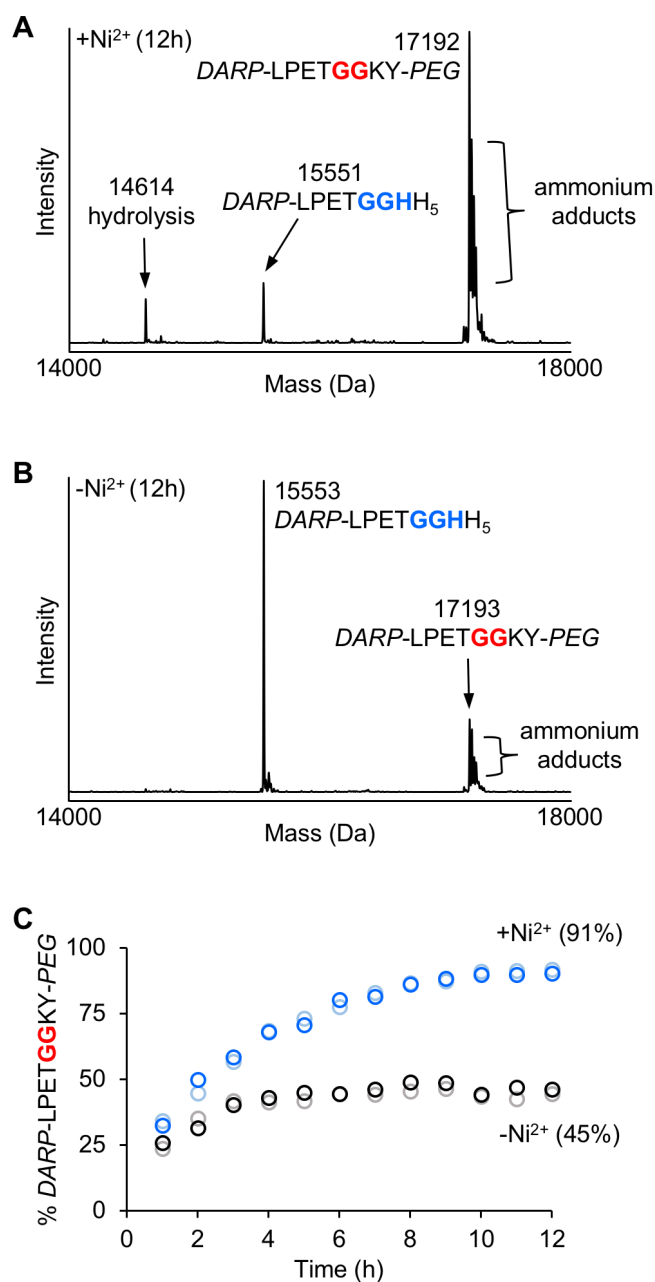 A
+Ni²⁺ (12h)
17192
DARP-LPETGGKY-PEG
15551
DARP-LPETGGHH₅
14614
hydrolysis
ammonium
adducts
Intensity
14000
18000
Mass (Da)
B
-Ni²⁺ (12h)
15553
DARP-LPETGGHH₅
17193
DARP-LPETGGKY-PEG
ammonium
adducts
Intensity
14000
18000
Mass (Da)
C
% DARP-LPETGGKY-PEG
100
75
50
25
0
+Ni²⁺ (91%)
-Ni²⁺ (45%)
0 2 4 6 8 10 12
Time (h)